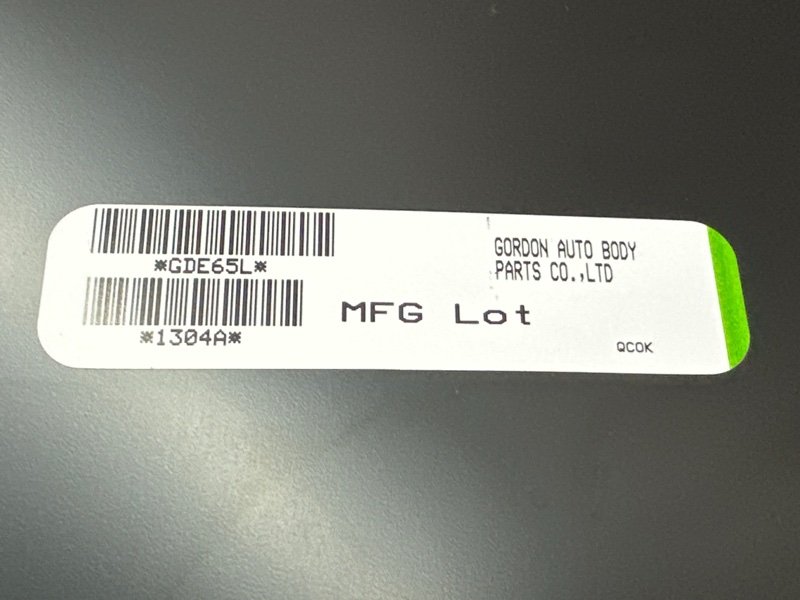 *GDE65L*
*1304A*
MFG Lot
GORDON AUTO BODY
PARTS CO.,LTD
QCOK